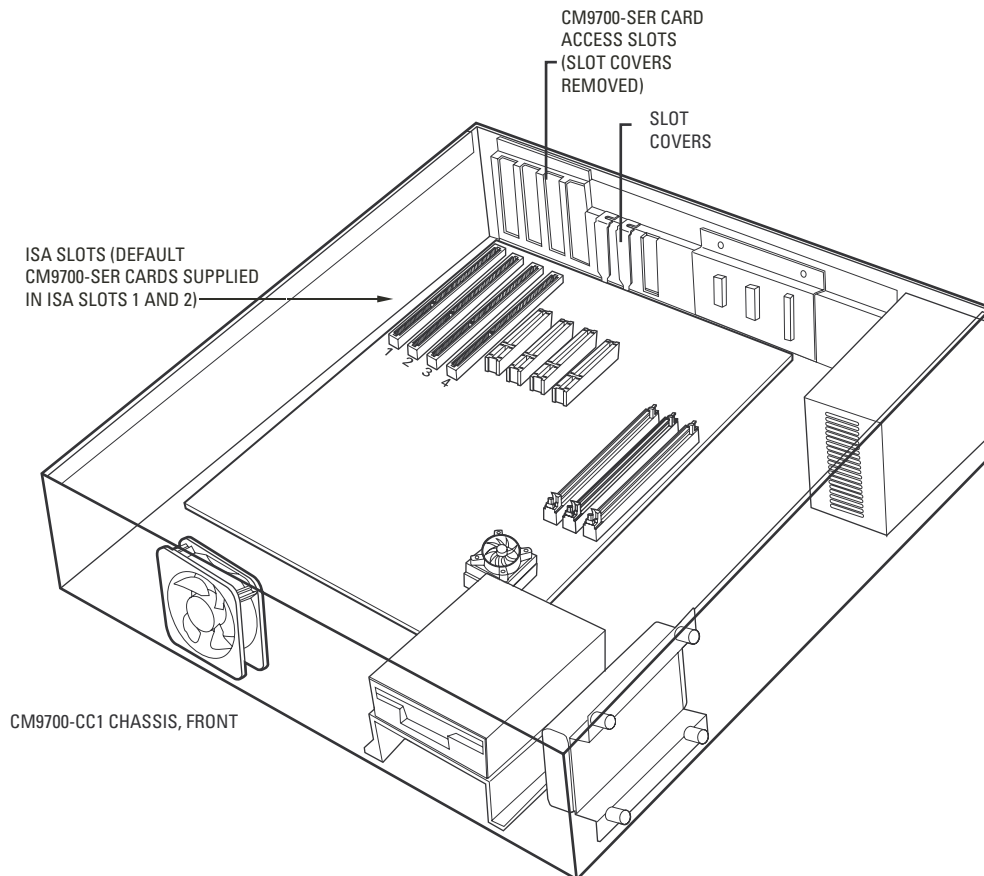 CM9700-SER CARD
ACCESS SLOTS
(SLOT COVERS
REMOVED)
SLOT
COVERS
ISA SLOTS (DEFAULT
CM9700-SER CARDS SUPPLIED
IN ISA SLOTS 1 AND 2)
1
2
3
4
CM9700-CC1 CHASSIS, FRONT